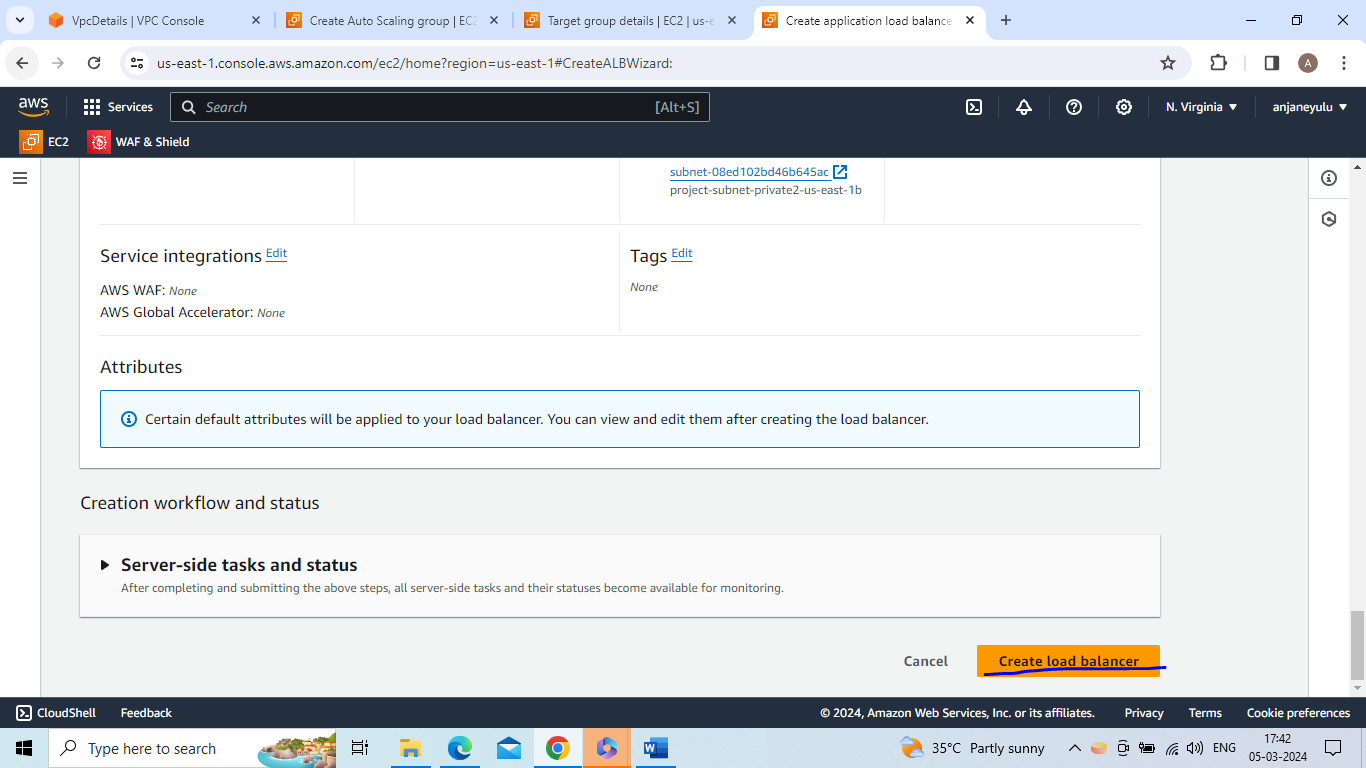 VpcDetails | VPC Console
Create Auto Scaling group | EC2
Target group details | EC2 | us-e
Create application load balance
us-east-1.console.aws.amazon.com/ec2/home?region=us-east-1#CreateALBWizard:
A
aws
Services
Search
[Alt+S]
N. Virginia
anjaneyulu
EC2
WAF & Shield
subnet-08ed102bd46b645ac
project-subnet-private2-us-east-1b
Service integrations Edit
AWS WAF: None
AWS Global Accelerator: None
Tags Edit
None
Attributes
Certain default attributes will be applied to your load balancer. You can view and edit them after creating the load balancer.
Creation workflow and status
Server-side tasks and status
After completing and submitting the above steps, all server-side tasks and their statuses become available for monitoring.
Cancel
Create load balancer
CloudShell
Feedback
© 2024, Amazon Web Services, Inc. or its affiliates.
Privacy
Terms
Cookie preferences
Type here to search
35°C Partly sunny
ENG
17:42
05-03-2024